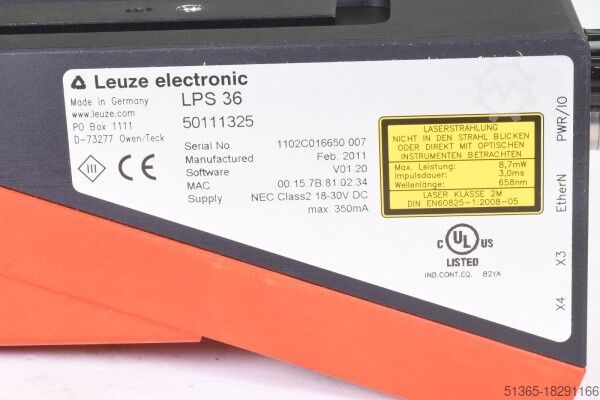 Leuze electronic
Made in Germany
www.leuze.com
PO Box 1111
D-73277 Owen/Teck
LPS 36
50111325
Serial No. 1102C016650 007
Manufactured Feb. 2011
Software V01.20
MAC 00:15:7B:81:02:34
Supply NEC Class2 18-30V DC
max. 350mA
III
CE
LASERSTRAHLUNG
NICHT IN DEN STRAHL BLICKEN
ODER DIREKT MIT OPTISCHEN
INSTRUMENTEN BETRACHTEN
Max. Leistung: 8,7mW
Impulsdauer: 3,0ms
Wellenlänge: 658nm
LASER KLASSE 2M
DIN EN60825-1:2008-05
C UL US
LISTED
IND.CONT.EQ. 82YA
X4 X3 EtherN PWR/IO
51365-18291166